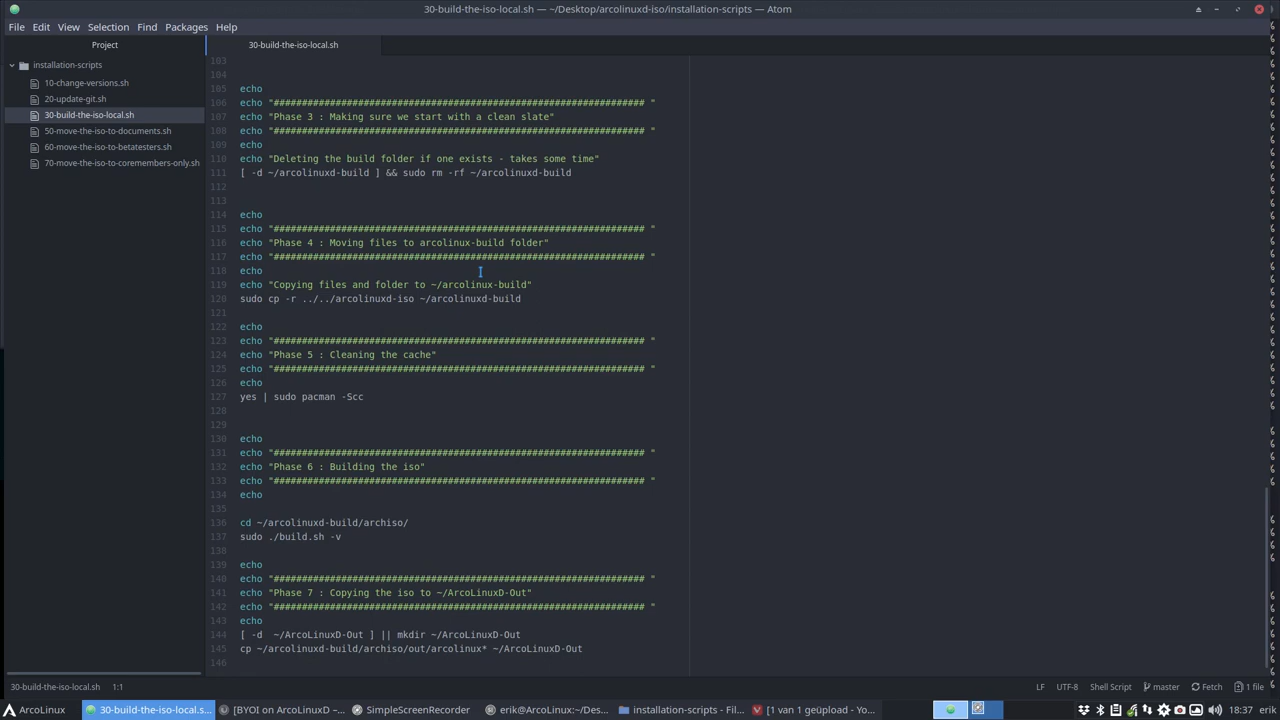 30-build-the-iso-local.sh — ~/Desktop/arcolinuxd-iso/installation-scripts — Atom
File Edit View Selection Find Packages Help
Project
30-build-the-iso-local.sh
installation-scripts
10-change-versions.sh
20-update-git.sh
30-build-the-iso-local.sh
50-move-the-iso-to-documents.sh
60-move-the-iso-to-betatesters.sh
70-move-the-iso-to-coremembers-only.sh
103
104
105 echo
106 echo "################################################################## "
107 echo "Phase 3 : Making sure we start with a clean slate"
108 echo "################################################################## "
109 echo
110 echo "Deleting the build folder if one exists - takes some time"
111 [ -d ~/arcolinuxd-build ] && sudo rm -rf ~/arcolinuxd-build
112
113
114 echo
115 echo "################################################################## "
116 echo "Phase 4 : Moving files to arcolinux-build folder"
117 echo "################################################################## "
118 echo
119 echo "Copying files and folder to ~/arcolinux-build"
120 sudo cp -r ../../arcolinuxd-iso ~/arcolinuxd-build
121
122 echo
123 echo "################################################################## "
124 echo "Phase 5 : Cleaning the cache"
125 echo "################################################################## "
126 echo
127 yes | sudo pacman -Scc
128
129
130 echo
131 echo "################################################################## "
132 echo "Phase 6 : Building the iso"
133 echo "################################################################## "
134 echo
135
136 cd ~/arcolinuxd-build/archiso/
137 sudo ./build.sh -v
138
139 echo
140 echo "################################################################## "
141 echo "Phase 7 : Copying the iso to ~/ArcoLinuxD-Out"
142 echo "################################################################## "
143 echo
144 [ -d  ~/ArcoLinuxD-Out ] || mkdir ~/ArcoLinuxD-Out
145 cp ~/arcolinuxd-build/archiso/out/arcolinux* ~/ArcoLinuxD-Out
146
30-build-the-iso-local.sh 1:1 LF UTF-8 Shell Script master Fetch 1 file
ArcoLinux 30-build-the-iso-local.s... [BYOI on ArcoLinuxD –... SimpleScreenRecorder erik@ArcoLinux:~/Des... installation-scripts - Fil... [1 van 1 geüpload - You... 18:37 erik